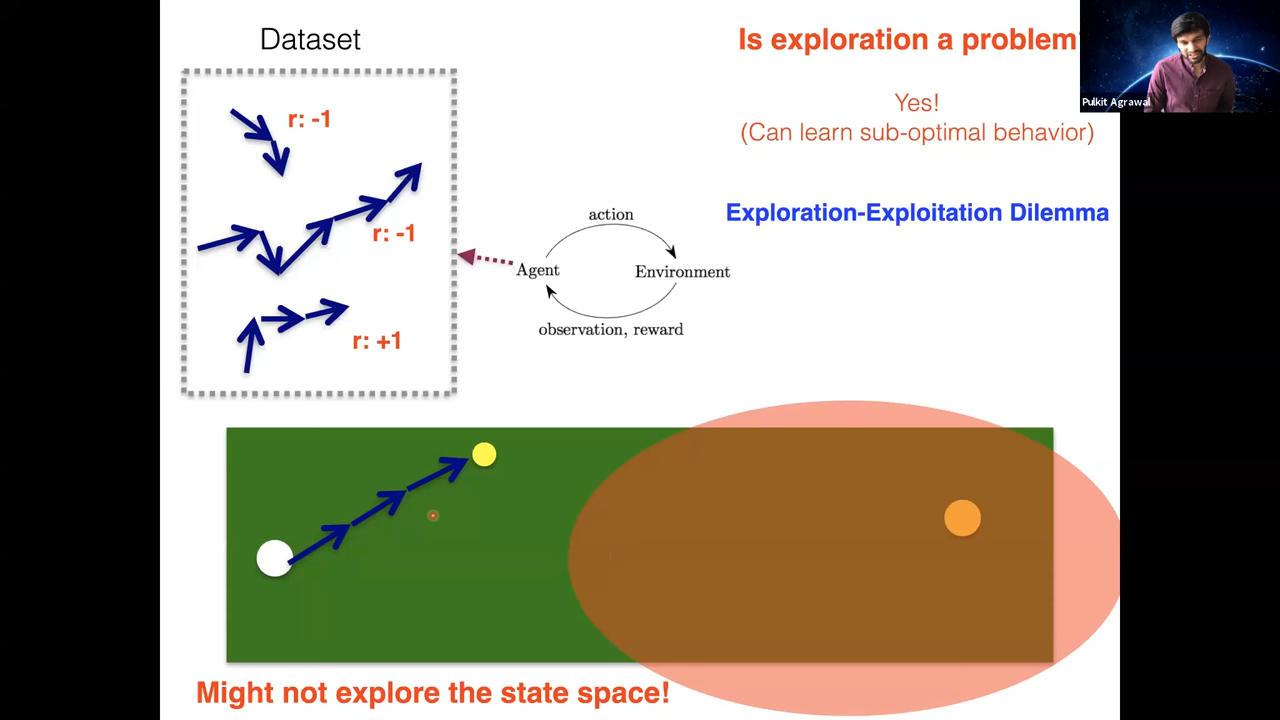 Dataset
Is exploration a problem?
Pulkit Agrawal
Yes!
(Can learn sub-optimal behavior)
r: -1
Exploration-Exploitation Dilemma
r: -1
action
Agent
Environment
observation, reward
r: +1
Might not explore the state space!